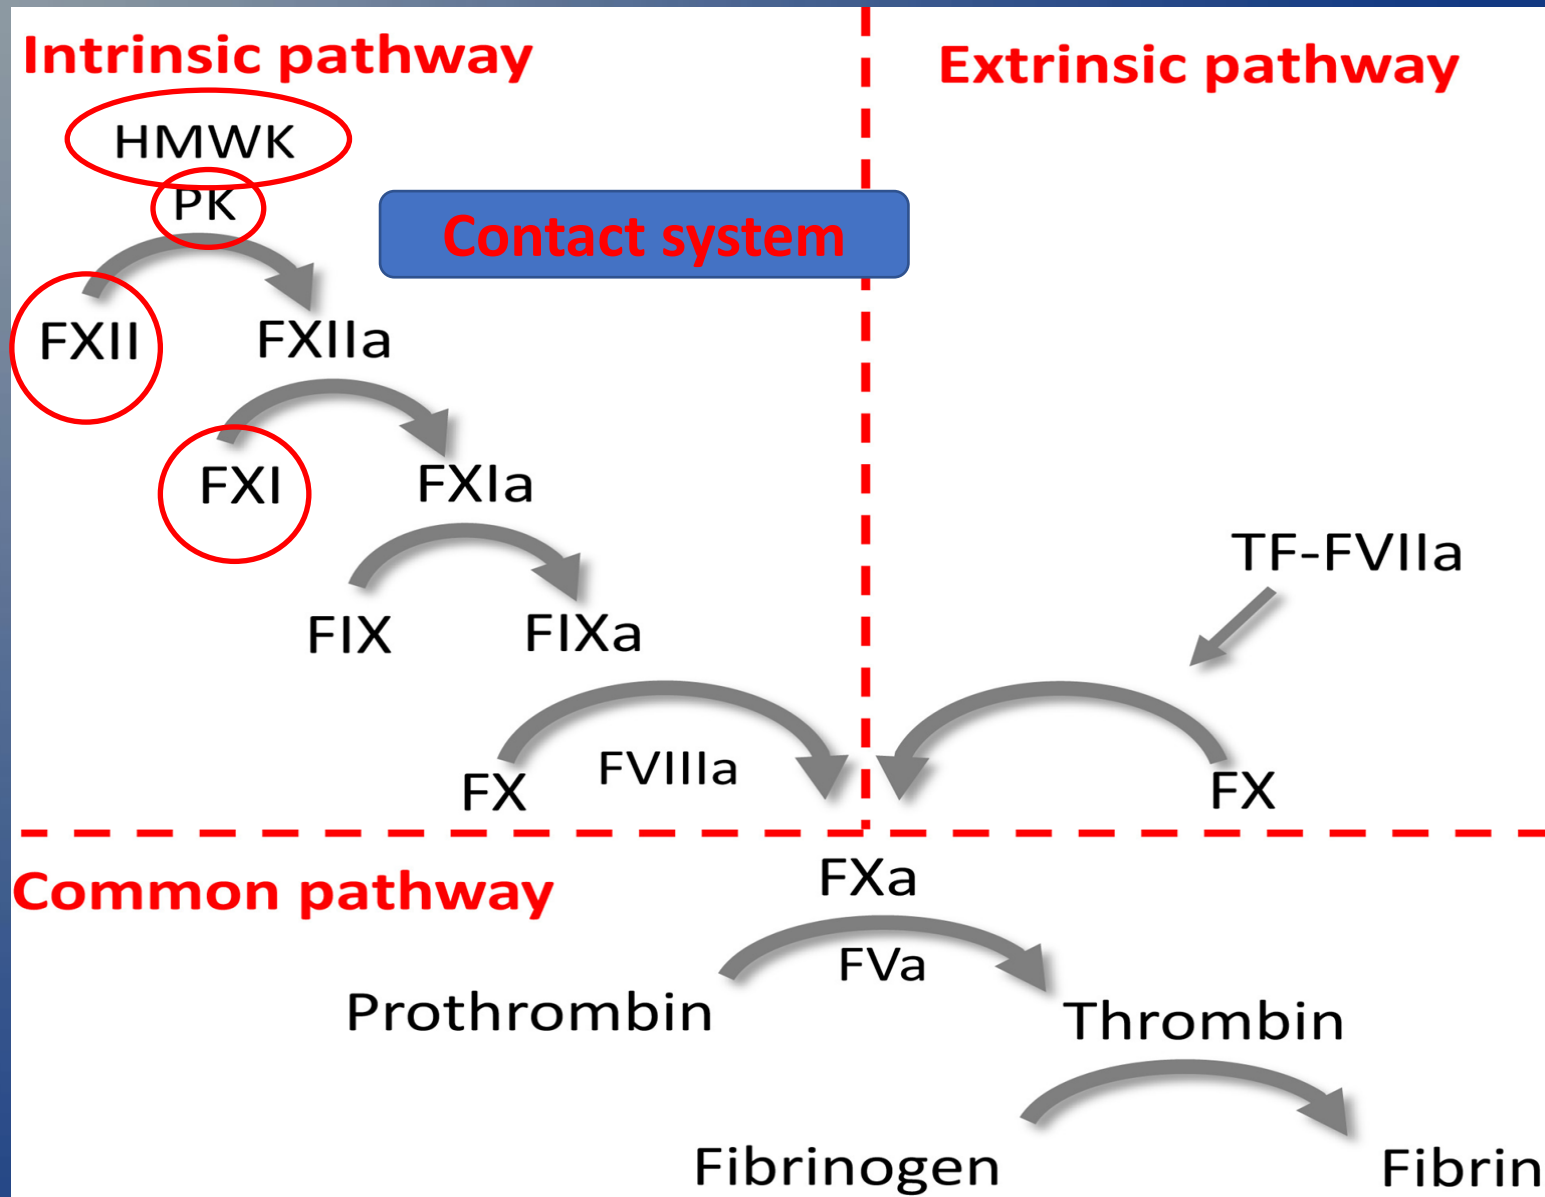 Intrinsic pathway
Extrinsic pathway
HMWK
PK
Contact system
FXII
FXIIa
FXI
FXIa
TF-FVIIa
FIX
FIXa
FX
FVIIIa
FX
Common pathway
FXa
FVa
Prothrombin
Thrombin
Fibrinogen
Fibrin